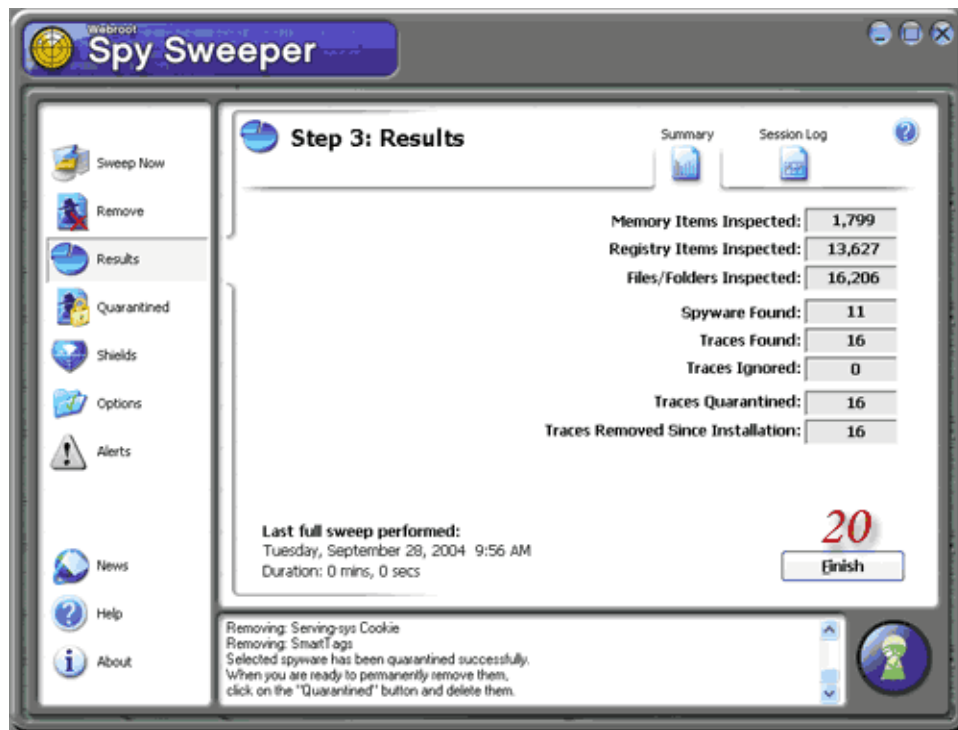 Webroot
Spy Sweeper
Sweep Now
Remove
Results
Quarantined
Shields
Options
Alerts
News
Help
About
Step 3: Results
Summary
Session Log
Memory Items Inspected: 1,799
Registry Items Inspected: 13,627
Files/Folders Inspected: 16,206
Spyware Found: 11
Traces Found: 16
Traces Ignored: 0
Traces Quarantined: 16
Traces Removed Since Installation: 16
Last full sweep performed:
Tuesday, September 28, 2004 9:56 AM
Duration: 0 mins, 0 secs
20
Finish
Removing: Serving-sys Cookie
Removing: SmartTags
Selected spyware has been quarantined successfully.
When you are ready to permanently remove them,
click on the "Quarantined" button and delete them.